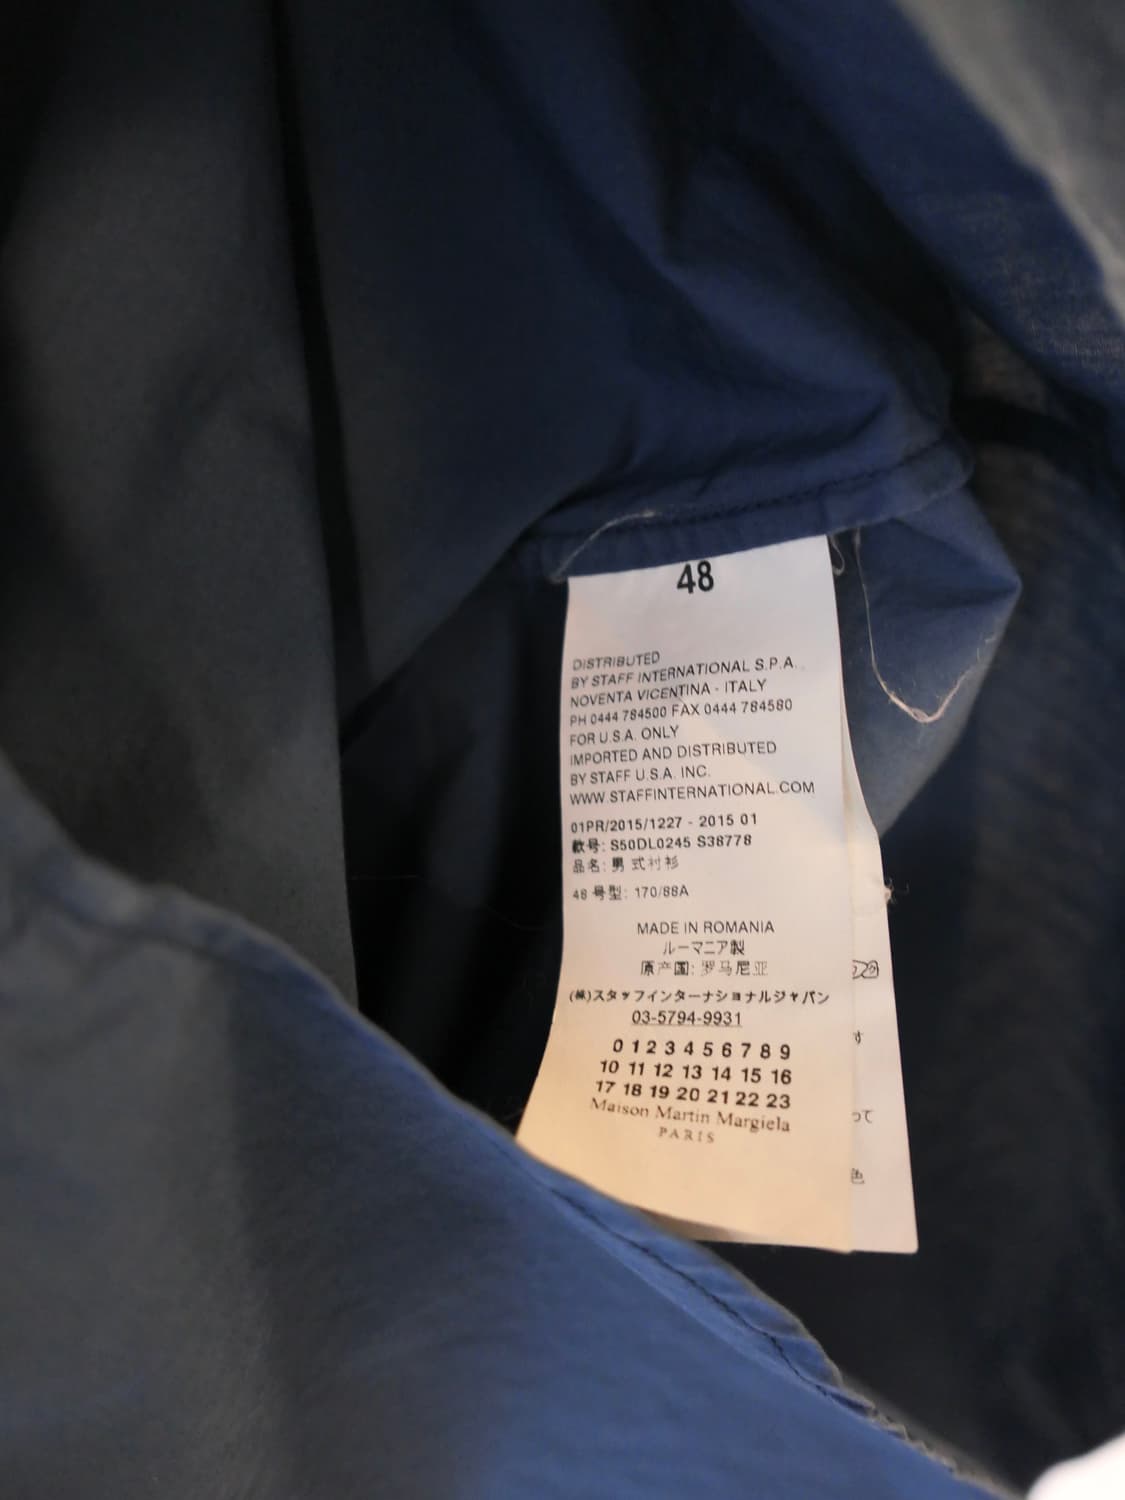 48
DISTRIBUTED
BY STAFF INTERNATIONAL S.P.A.
NOVENTA VICENTINA - ITALY
PH 0444 784500 FAX 0444 784580
FOR U.S.A. ONLY
IMPORTED AND DISTRIBUTED
BY STAFF U.S.A. INC.
WWW.STAFFINTERNATIONAL.COM
01PR/2015/1227 - 2015 01
款号: S50DL0245 S38778
品名: 男式衬衫
48 号型: 170/88A
MADE IN ROMANIA
ルーマニア製
原产国: 罗马尼亚
(株)スタッフインターナショナルジャパン
03-5794-9931
0 1 2 3 4 5 6 7 8 9
10 11 12 13 14 15 16
17 18 19 20 21 22 23
Maison Martin Margiela
PARIS
す
って
色